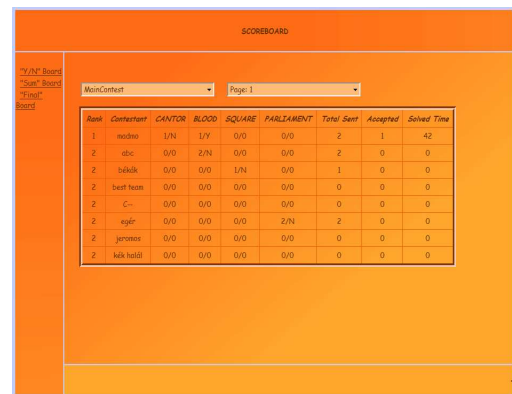 SCOREBOARD
"Y/N" Board
"Sum" Board
"Final"
Board
MainContest Page: 1
Rank Contestant CANTOR BLOOD SQUARE PARLIAMENT Total Sent Accepted Solved Time
1 madmo 1/N 1/Y 0/0 0/0 2 1 42
2 abc 0/0 2/N 0/0 0/0 2 0 0
2 békák 0/0 0/0 1/N 0/0 1 0 0
2 best team 0/0 0/0 0/0 0/0 0 0 0
2 C-- 0/0 0/0 0/0 0/0 0 0 0
2 egér 0/0 0/0 0/0 2/N 2 0 0
2 jeromos 0/0 0/0 0/0 0/0 0 0 0
2 kék halál 0/0 0/0 0/0 0/0 0 0 0